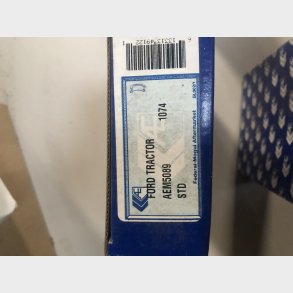 FORD TRACTOR 1074
AEM5089
STD
Federal-Mogul Aftermarket